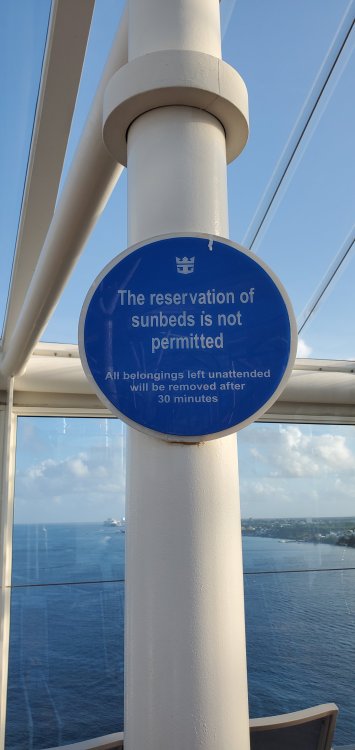 The reservation of
sunbeds is not
permitted
All belongings left unattended
will be removed after
30 minutes